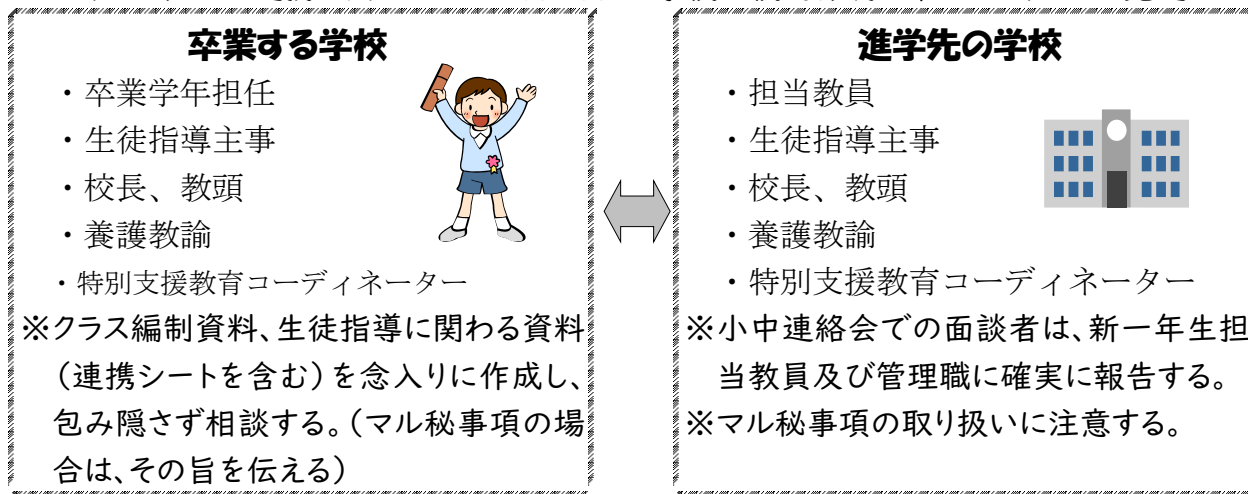 卒業する学校
・卒業学年担任
・生徒指導主事
・校長、教頭
・養護教諭
・特別支援教育コーディネーター
※クラス編制資料、生徒指導に関わる資料
(連携シートを含む)を念入りに作成し、
包み隠さず相談する。(マル秘事項の場
合は、その旨を伝える)
進学先の学校
・担当教員
・生徒指導主事
・校長、教頭
・養護教諭
・特別支援教育コーディネーター
※小中連絡会での面談者は、新一年生担
当教員及び管理職に確実に報告する。
※マル秘事項の取り扱いに注意する。